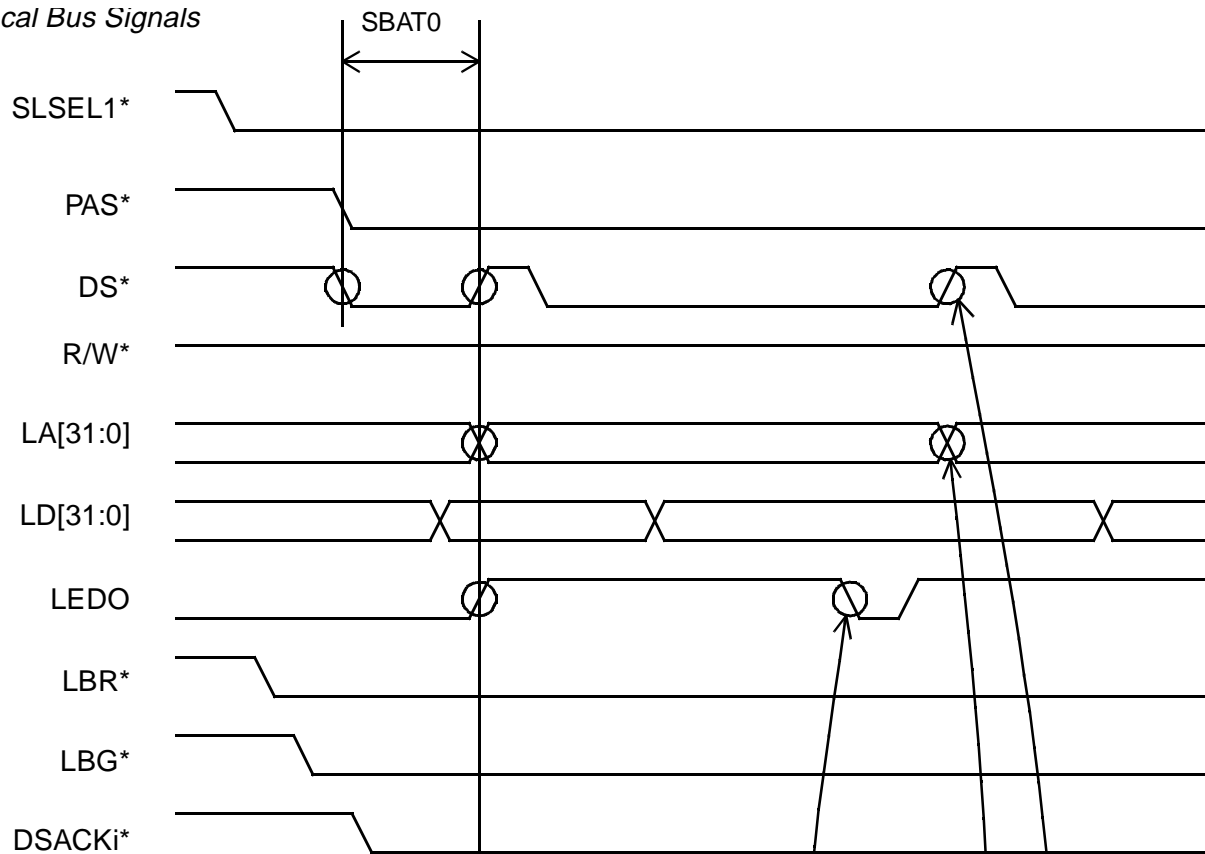 cal Bus Signals
SBAT0
SLSEL1*
PAS*
DS*
R/W*
LA[31:0]
LD[31:0]
LEDO
LBR*
LBG*
DSACKi*